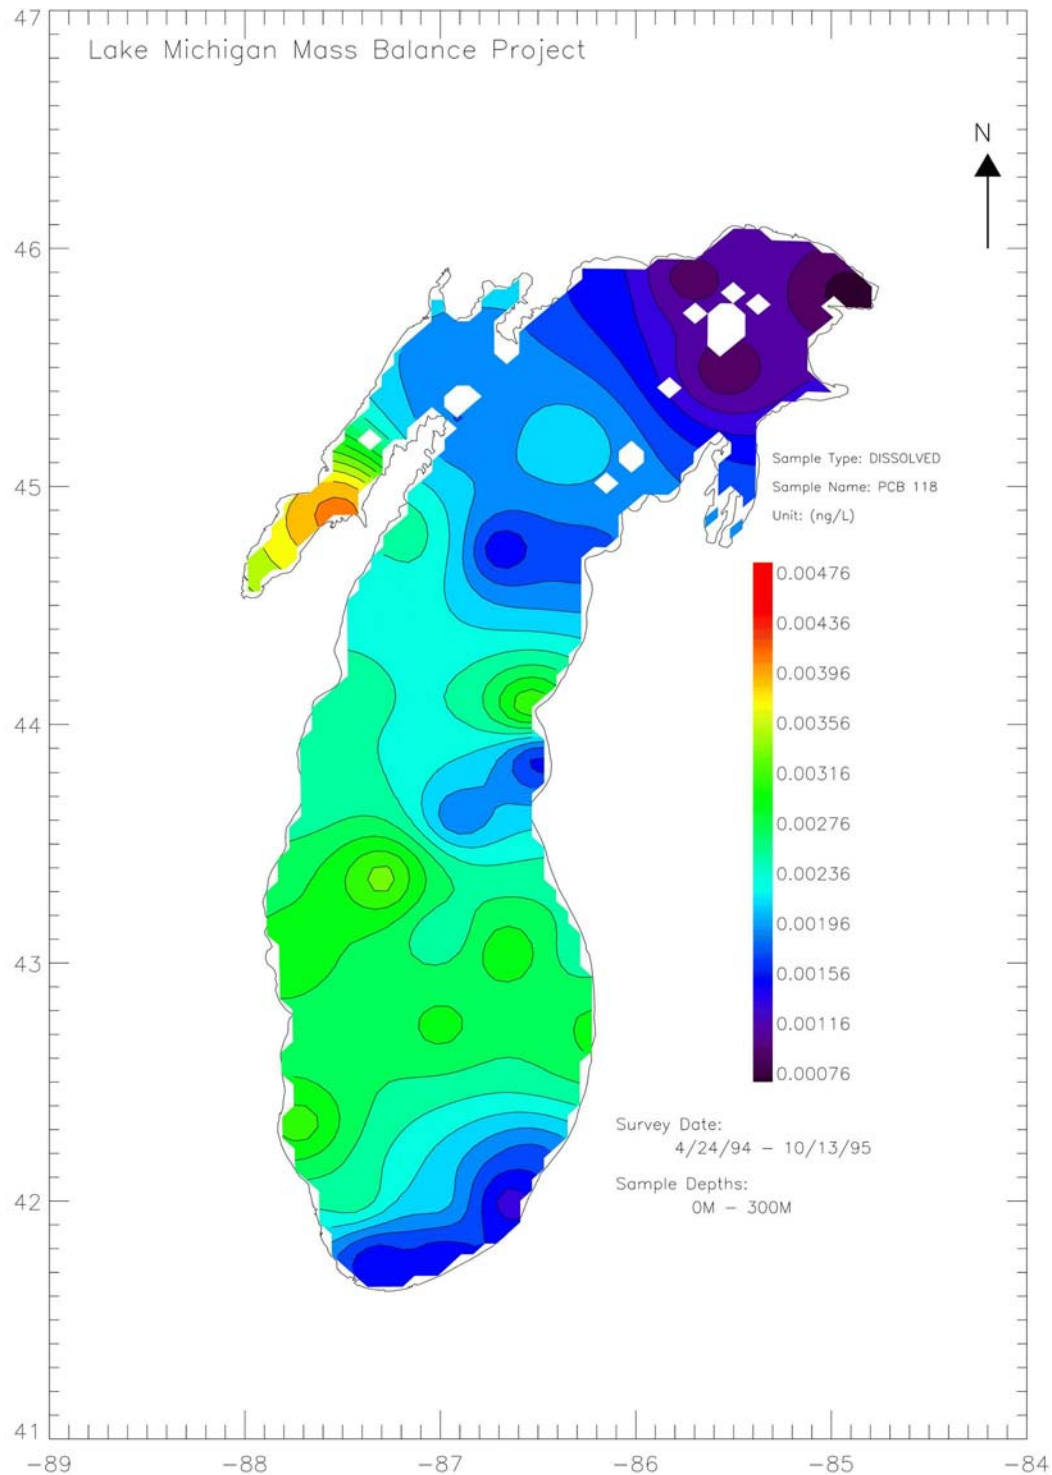 47
Lake Michigan Mass Balance Project
N
46
Sample Type: DISSOLVED
45
Sample Name: PCB 118
Unit: (ng/L)
0.00476
0.00436
0.00396
44
0.00356
0.00316
0.00276
0.00236
43
0.00196
0.00156
0.00116
0.00076
Survey Date:
4/24/94 – 10/13/95
Sample Depths:
42
0M – 300M
41
-89
-88
-87
-86
-85
-84